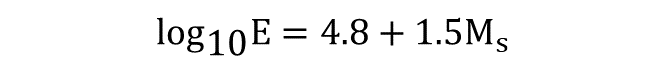 log₁₀E = 4.8 + 1.5Mₛ